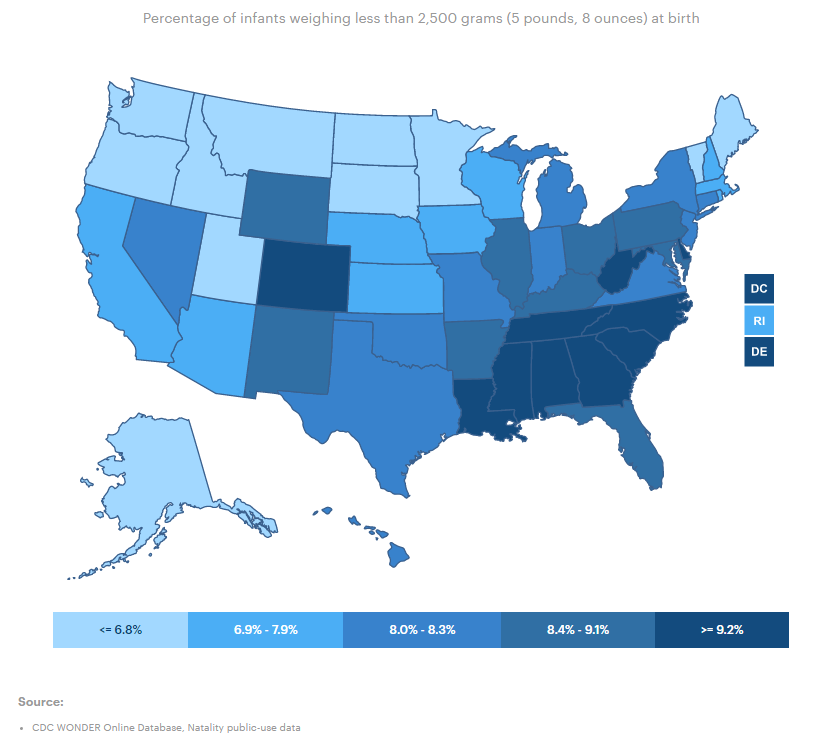 Percentage of infants weighing less than 2,500 grams (5 pounds, 8 ounces) at birth
DC
RI
DE
<= 6.8% 6.9% - 7.9% 8.0% - 8.3% 8.4% - 9.1% >= 9.2%
Source:
• CDC WONDER Online Database, Natality public-use data